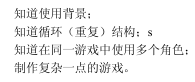 知道使用背景；
知道循环（重复）结构；s
知道在同一游戏中使用多个角色；
制作复杂一点的游戏。